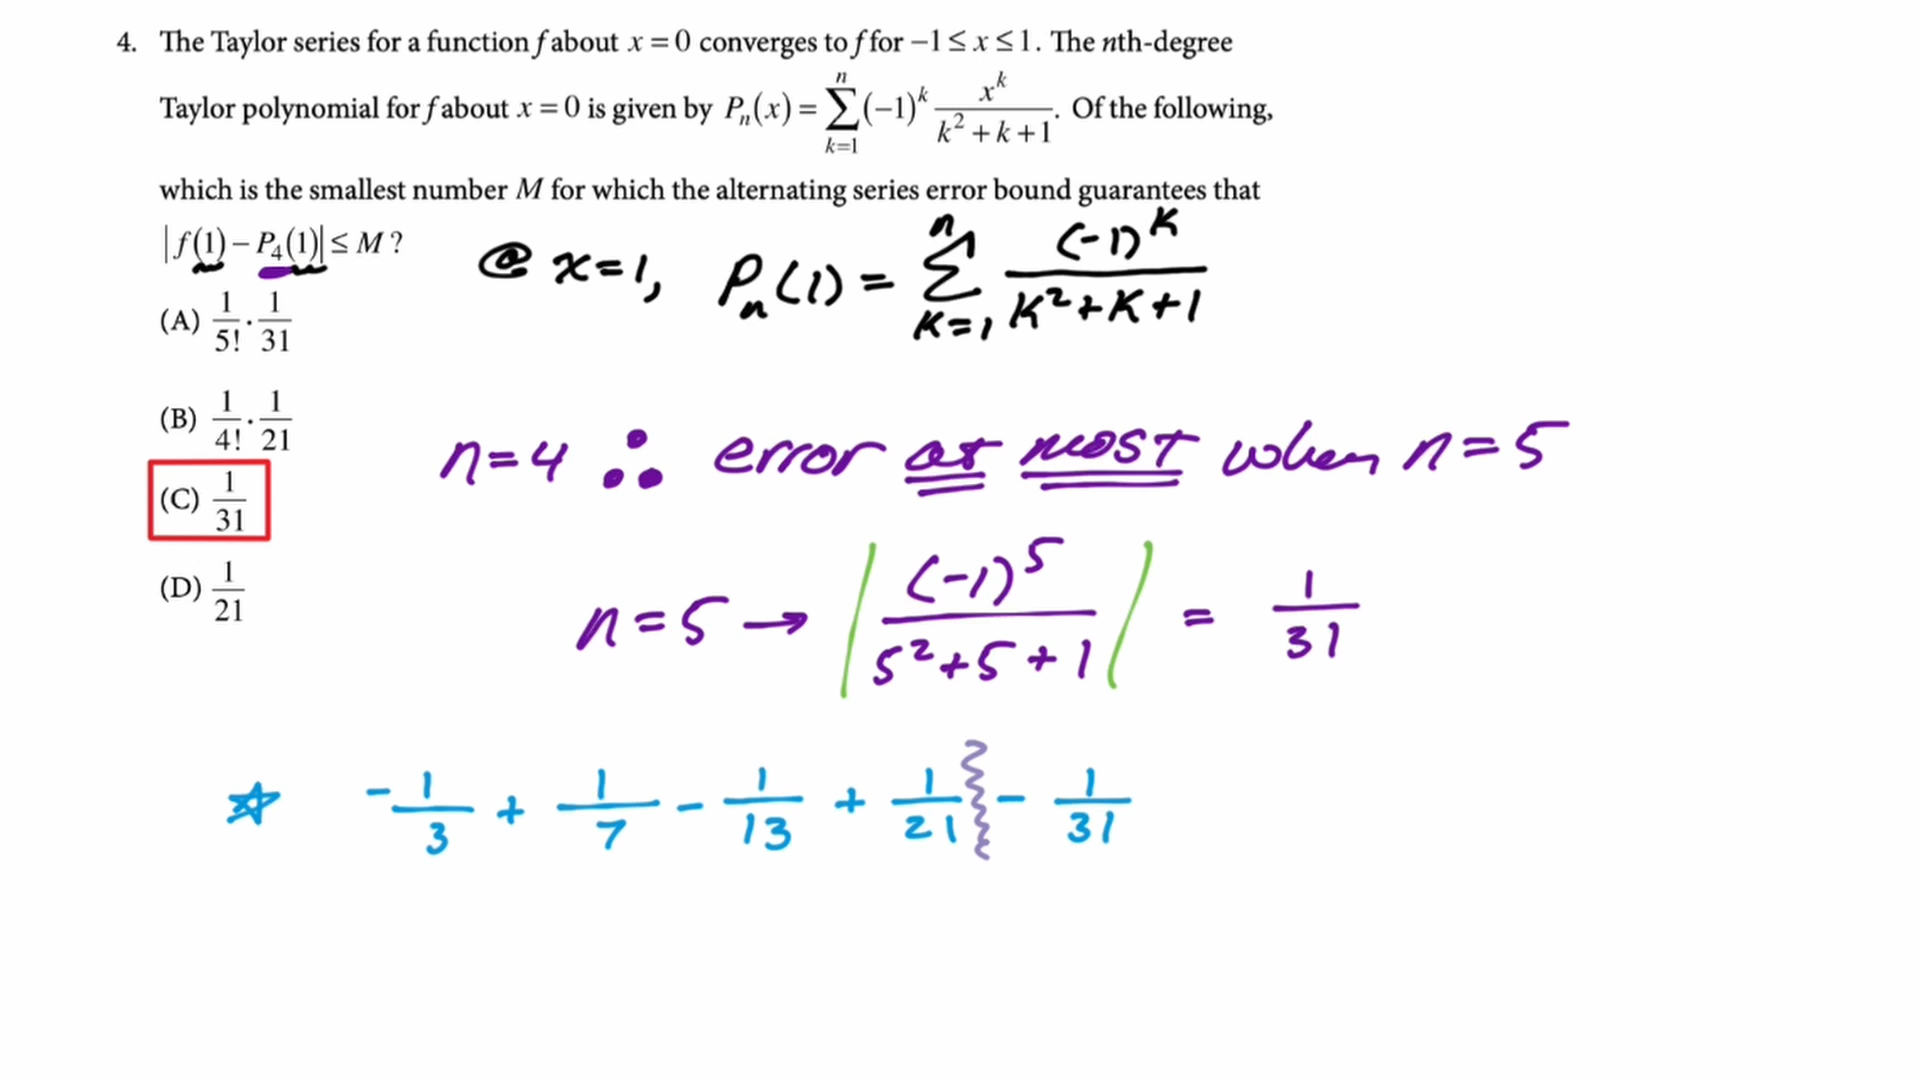 4. The Taylor series for a function f about x = 0 converges to f for −1 ≤ x ≤ 1. The nth-degree
Taylor polynomial for f about x = 0 is given by Pₙ(x) = ∑_{k=1}^{n} (−1)^k x^k/(k² + k + 1). Of the following,
which is the smallest number M for which the alternating series error bound guarantees that
|f(1) − P₄(1)| ≤ M?
@ x=1, Pₙ(1) = ∑_{K=1}^{n} (-1)^K/(K²+K+1)
(A) 1/5! · 1/31
(B) 1/4! · 1/21
n=4 ∴ error at most when n=5
(C) 1/31
(D) 1/21
n=5 → |(-1)^5/(5²+5+1)| = 1/31
☆ -1/3 + 1/7 - 1/13 + 1/21 - 1/31